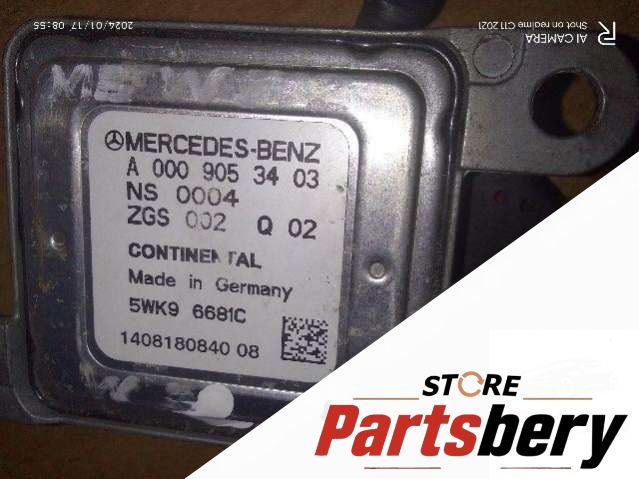 AI CAMERA
Shot on realme C11 2021
2024/01/17 08:55
MERCEDES-BENZ
A 000 905 34 03
NS 0004
ZGS 002 Q 02
CONTINENTAL
Made in Germany
5WK9 6681C
1408180840 08
STORE
Partsbery